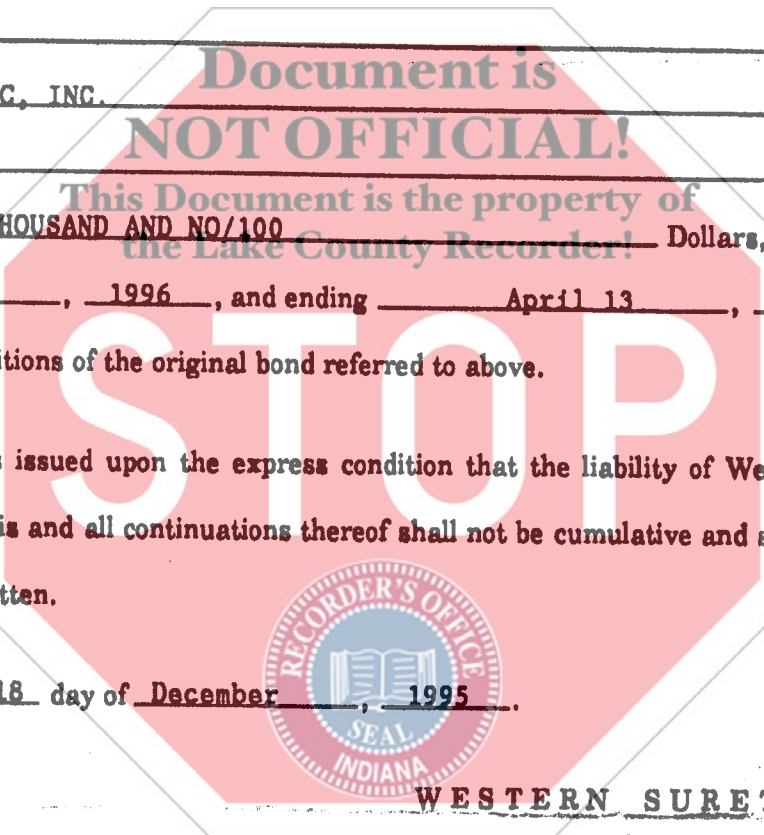 Document is
C, INC.
NOT OFFICIAL!
This Document is the property of
HOUSAND AND NO/100 Dollars,
the Lake County Recorder!
, 1996 , and ending April 13 ,
itions of the original bond referred to above.
STOP
s issued upon the express condition that the liability of We
is and all continuations thereof shall not be cumulative and s
tten.
RECORDER'S OFFICE
18 day of December , 1995 .
SEAL
INDIANA
WESTERN SURET